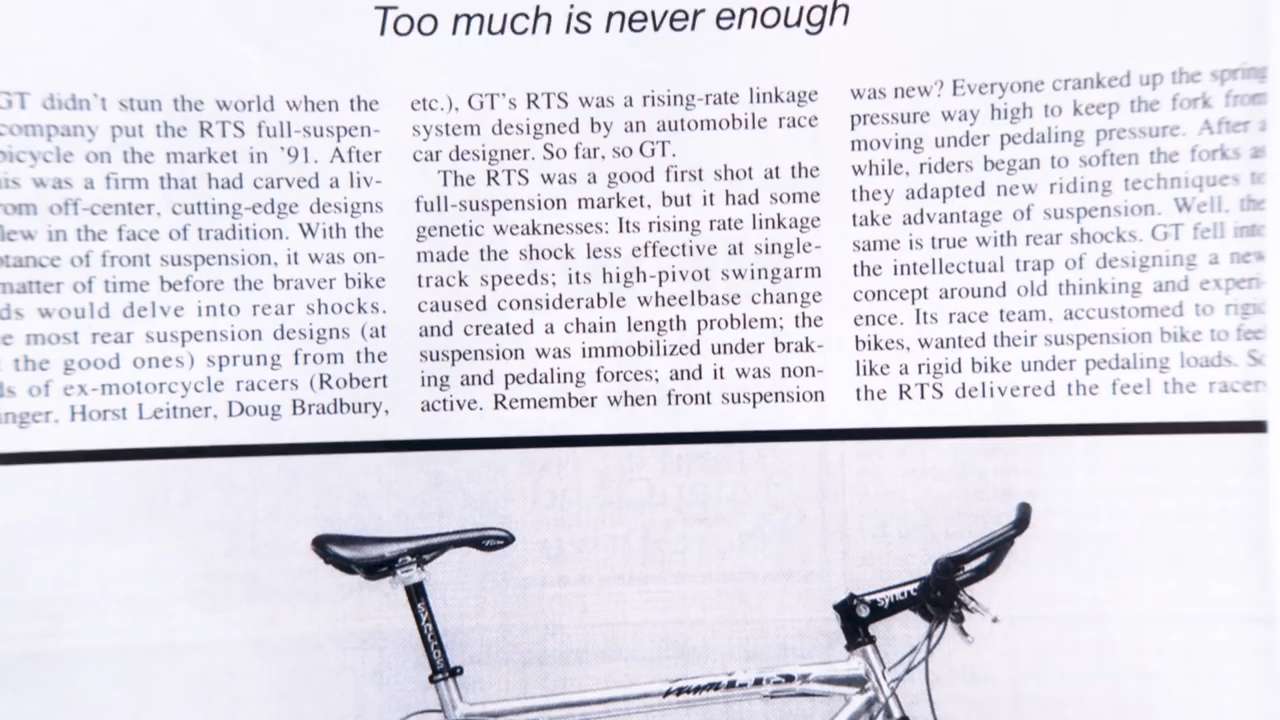 Too much is never enough
GT didn't stun the world when the
company put the RTS full-suspen-
bicycle on the market in '91. After
was a firm that had carved a liv-
off-center, cutting-edge designs
in the face of tradition. With the
of front suspension, it was on-
matter of time before the braver bike
would delve into rear shocks.
most rear suspension designs (at
the good ones) sprung from the
of ex-motorcycle racers (Robert
Horst Leitner, Doug Bradbury,
etc.), GT's RTS was a rising-rate linkage
system designed by an automobile race
car designer. So far, so GT.
The RTS was a good first shot at the
full-suspension market, but it had some
genetic weaknesses: Its rising rate linkage
made the shock less effective at single-
track speeds; its high-pivot swingarm
caused considerable wheelbase change
and created a chain length problem; the
suspension was immobilized under brak-
ing and pedaling forces; and it was non-
active. Remember when front suspension
was new? Everyone cranked up the spring
pressure way high to keep the fork from
moving under pedaling pressure. After a
while, riders began to soften the forks as
they adapted new riding techniques to
take advantage of suspension. Well, the
same is true with rear shocks. GT fell into
the intellectual trap of designing a new
concept around old thinking and experi-
ence. Its race team, accustomed to rigid
bikes, wanted their suspension bike to feel
like a rigid bike under pedaling loads. So
the RTS delivered the feel the racers
SYNCROS
syncr